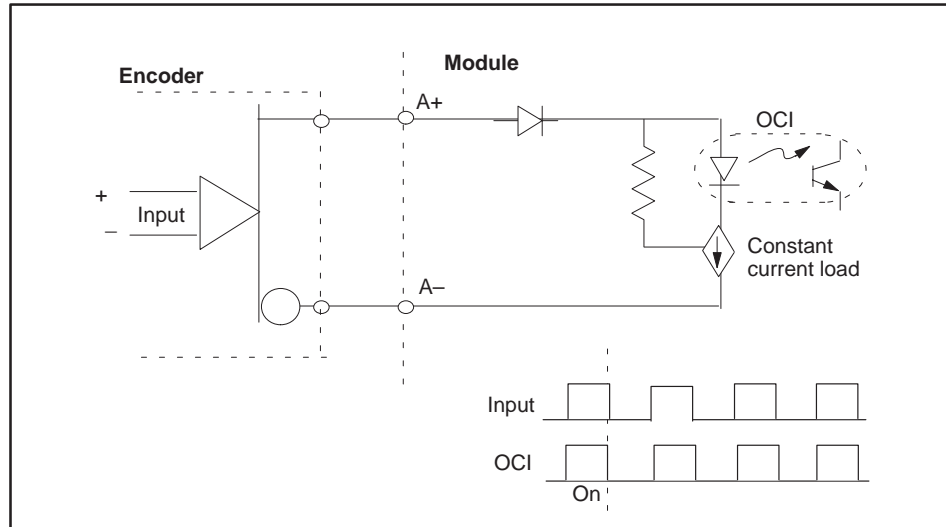 Encoder
Module
A+
OCI
+
Input
–
Constant
current load
A–
Input
OCI
On